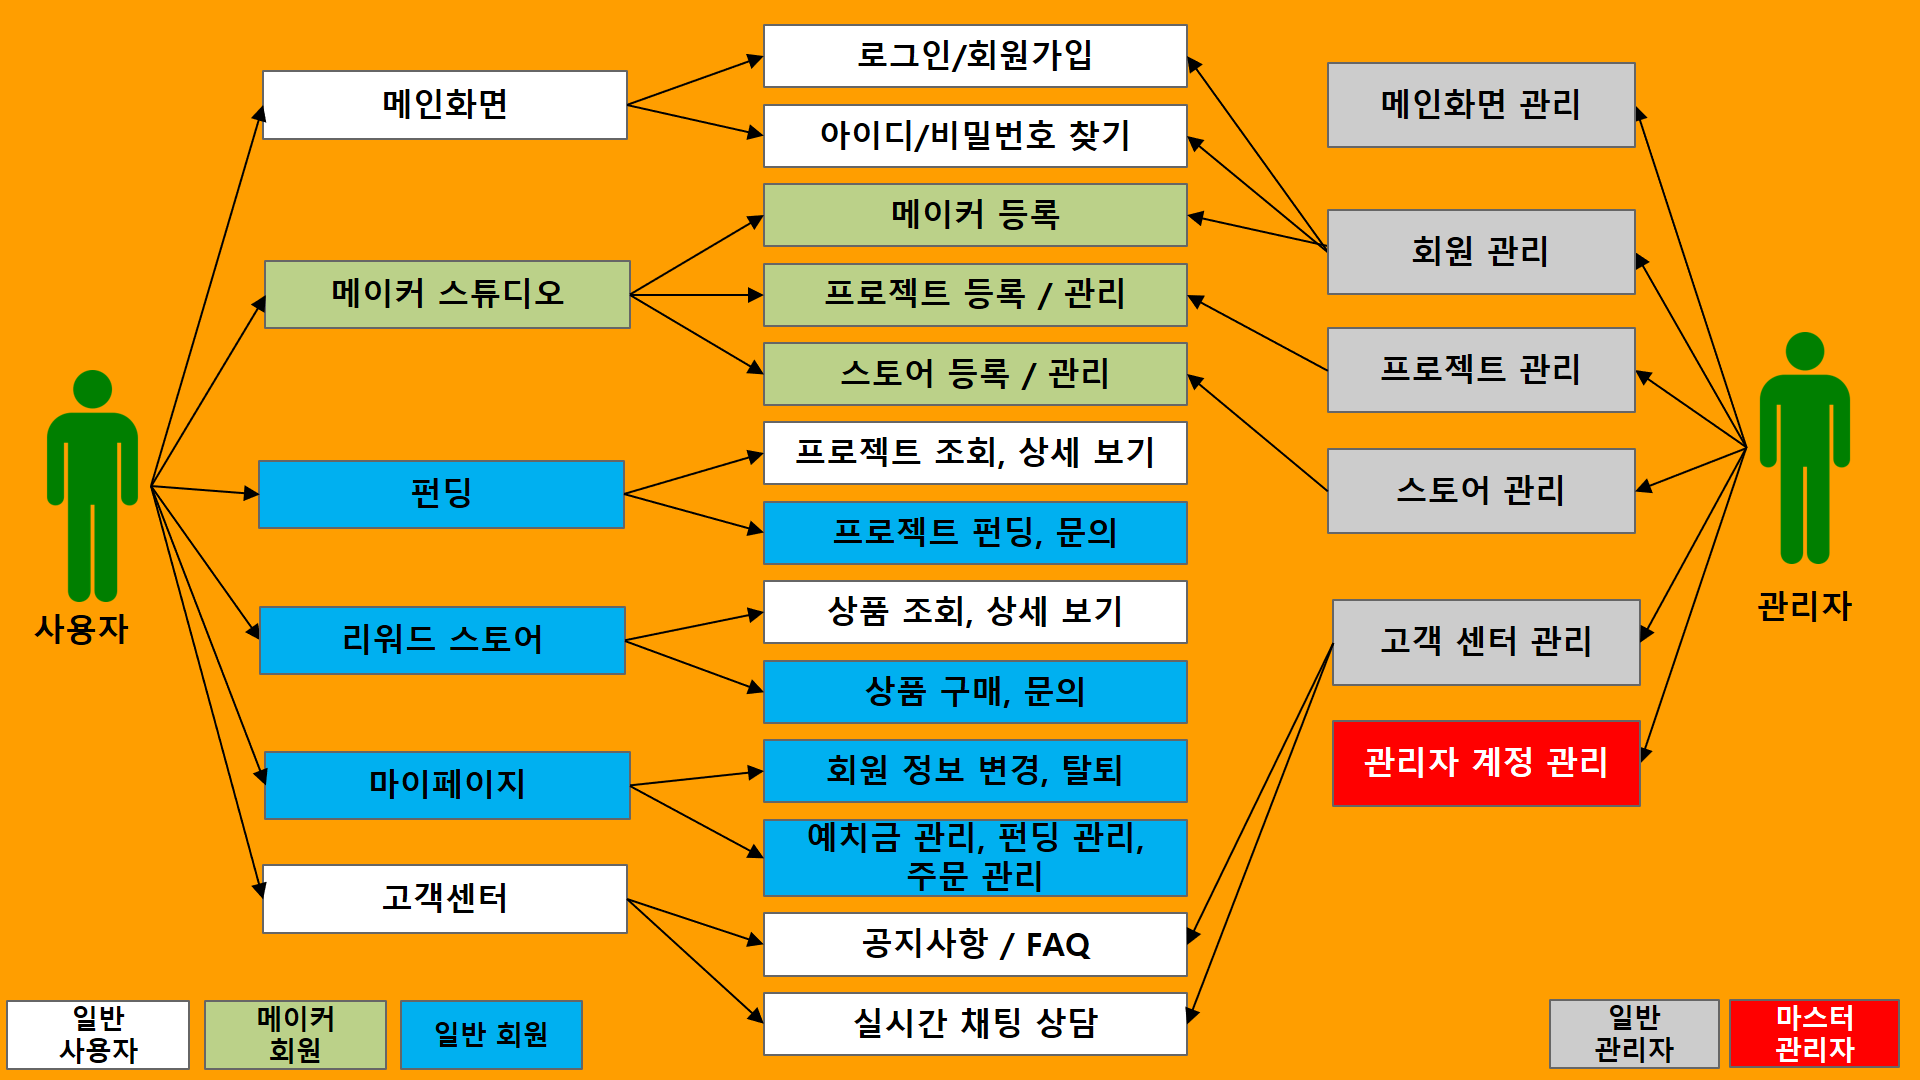 로그인/회원가입
메인화면
메인화면 관리
아이디/비밀번호 찾기
메이커 등록
회원 관리
메이커 스튜디오
프로젝트 등록 / 관리
스토어 등록 / 관리
프로젝트 관리
프로젝트 조회, 상세 보기
펀딩
스토어 관리
프로젝트 펀딩, 문의
상품 조회, 상세 보기
사용자
관리자
리워드 스토어
고객 센터 관리
상품 구매, 문의
회원 정보 변경, 탈퇴
관리자 계정 관리
마이페이지
예치금 관리, 펀딩 관리,
주문 관리
고객센터
공지사항 / FAQ
실시간 채팅 상담
일반
사용자
메이커
회원
일반 회원
일반
관리자
마스터
관리자